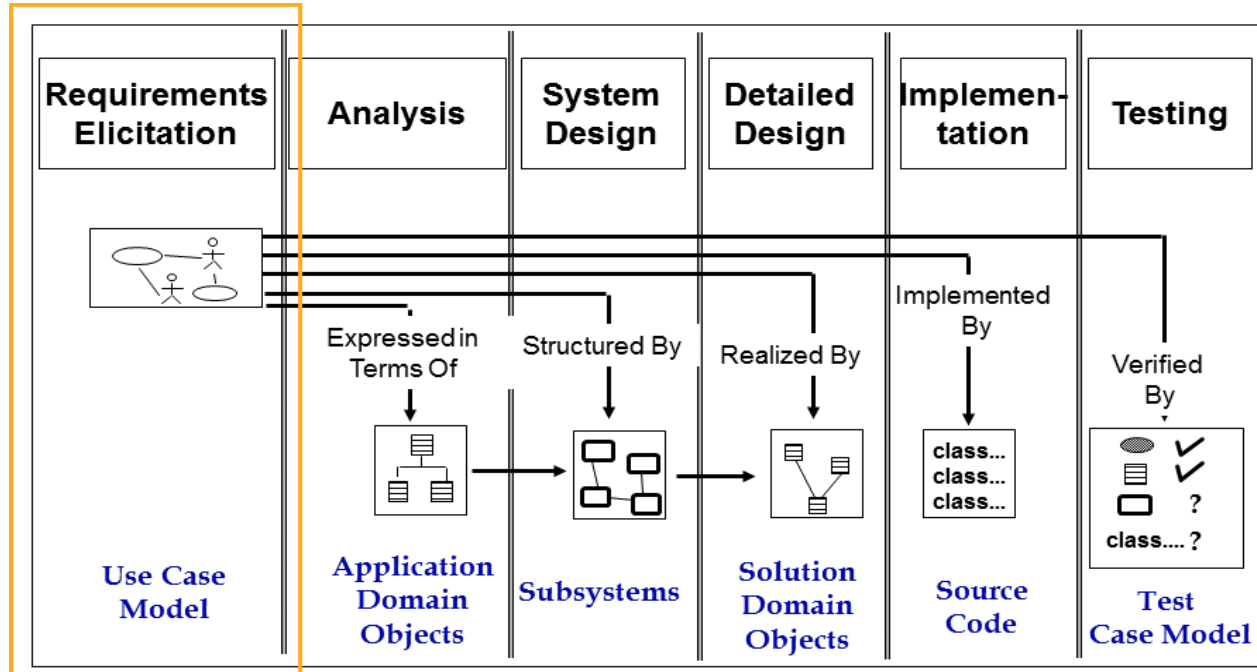 Requirements
Elicitation
Analysis
System
Design
Detailed
Design
Implemen-
tation
Testing
Expressed in
Terms Of
Structured By
Realized By
Implemented
By
Verified
By
class...
class...
class...
?
class....?
Use Case
Model
Application
Domain
Objects
Subsystems
Solution
Domain
Objects
Source
Code
Test
Case Model